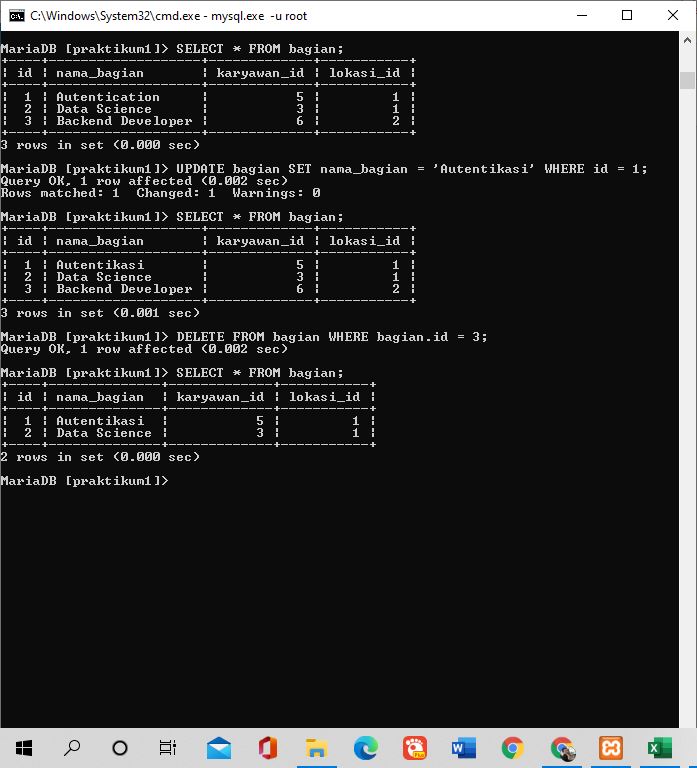 C:\Windows\System32\cmd.exe - mysql.exe -u root
MariaDB [praktikum1]> SELECT * FROM bagian;
+----+-------------------+-------------+-----------+
| id | nama_bagian       | karyawan_id | lokasi_id |
+----+-------------------+-------------+-----------+
|  1 | Autentication     |           5 |         1 |
|  2 | Data Science      |           3 |         1 |
|  3 | Backend Developer |           6 |         2 |
+----+-------------------+-------------+-----------+
3 rows in set (0.000 sec)
MariaDB [praktikum1]> UPDATE bagian SET nama_bagian = 'Autentikasi' WHERE id = 1;
Query OK, 1 row affected (0.002 sec)
Rows matched: 1  Changed: 1  Warnings: 0
MariaDB [praktikum1]> SELECT * FROM bagian;
+----+-------------------+-------------+-----------+
| id | nama_bagian       | karyawan_id | lokasi_id |
+----+-------------------+-------------+-----------+
|  1 | Autentikasi       |           5 |         1 |
|  2 | Data Science      |           3 |         1 |
|  3 | Backend Developer |           6 |         2 |
+----+-------------------+-------------+-----------+
3 rows in set (0.001 sec)
MariaDB [praktikum1]> DELETE FROM bagian WHERE bagian.id = 3;
Query OK, 1 row affected (0.002 sec)
MariaDB [praktikum1]> SELECT * FROM bagian;
+----+--------------+-------------+-----------+
| id | nama_bagian  | karyawan_id | lokasi_id |
+----+--------------+-------------+-----------+
|  1 | Autentikasi  |           5 |         1 |
|  2 | Data Science |           3 |         1 |
+----+--------------+-------------+-----------+
2 rows in set (0.000 sec)
MariaDB [praktikum1]>